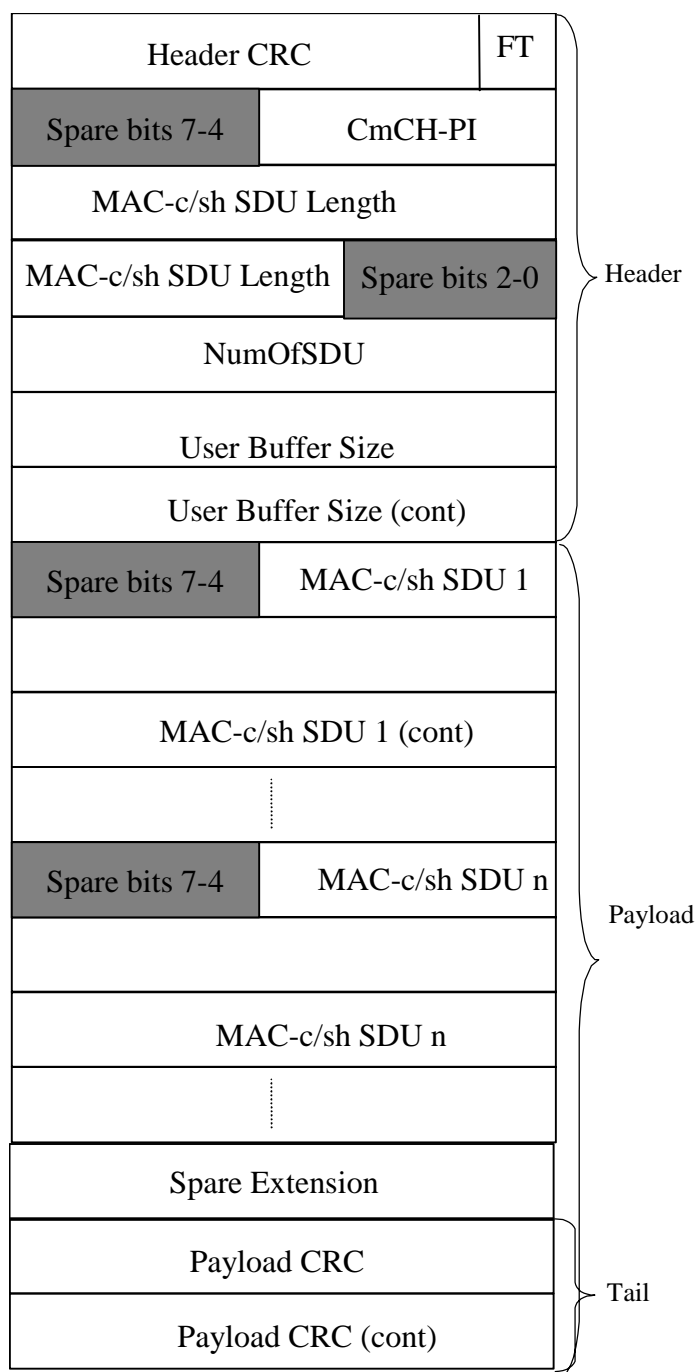 Header CRC FT
Spare bits 7-4 CmCH-PI
MAC-c/sh SDU Length
MAC-c/sh SDU Length Spare bits 2-0
Header
NumOfSDU
User Buffer Size
User Buffer Size (cont)
Spare bits 7-4 MAC-c/sh SDU 1
MAC-c/sh SDU 1 (cont)
Spare bits 7-4 MAC-c/sh SDU n
Payload
MAC-c/sh SDU n
Spare Extension
Payload CRC
Tail
Payload CRC (cont)